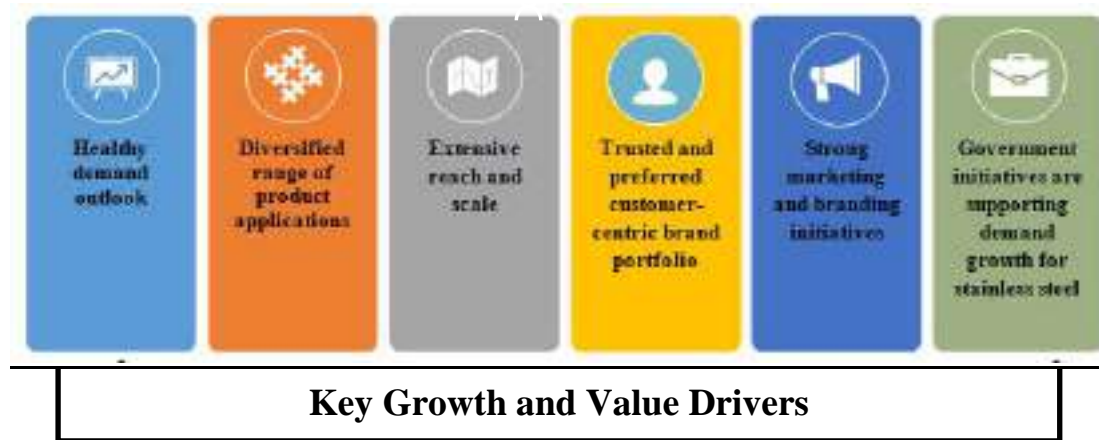 Healthy
demand
outlook
Diversified
range of
product
applications
Extensive
reach and
scale
Trusted and
preferred
customer-
centric brand
portfolio
Strong
marketing
and branding
initiatives
Government
initiatives are
supporting
demand
growth for
stainless steel
Key Growth and Value Drivers